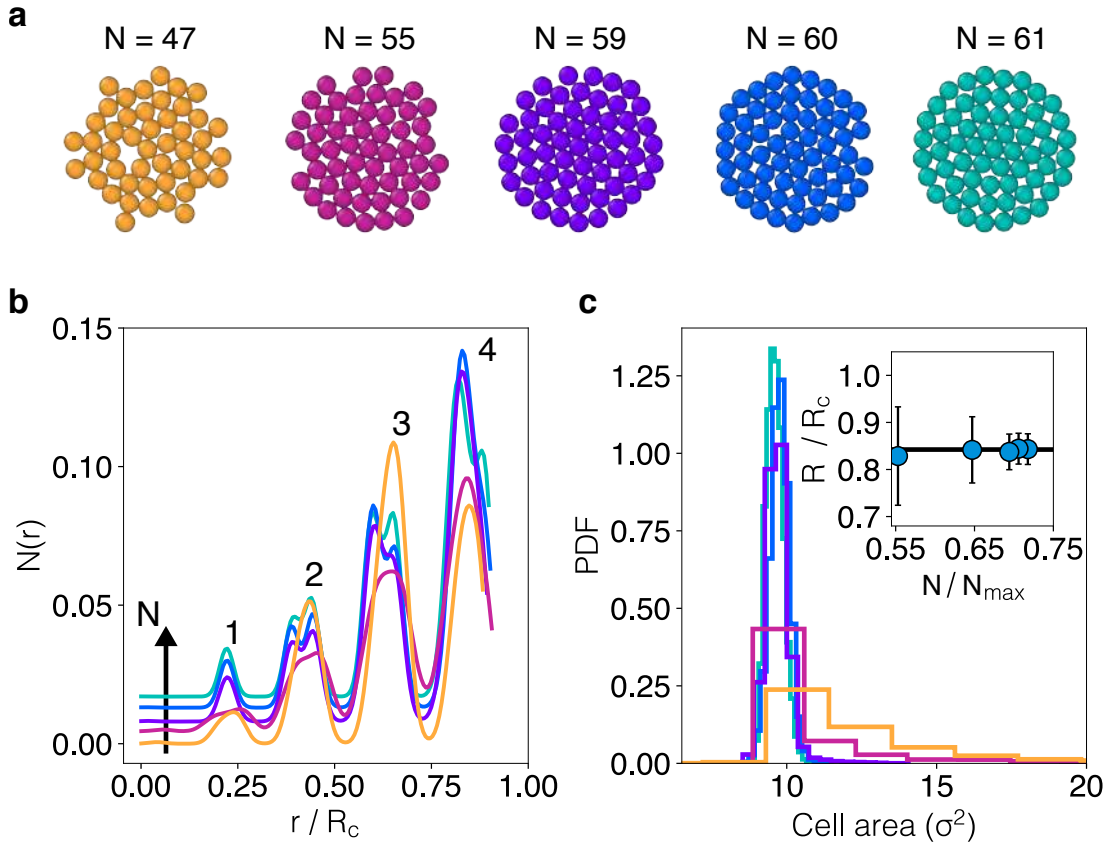 a
N = 47
N = 55
N = 59
N = 60
N = 61
b
0.15
0.10
0.05
0.00
N(r)
N
1
2
3
4
0.00
0.25
0.50
0.75
1.00
r / R_c
c
1.25
1.00
0.75
0.50
0.25
0.00
PDF
10
15
20
Cell area (σ²)
1.0
0.9
0.8
0.7
R / R_c
0.55
0.65
0.75
N / N_max